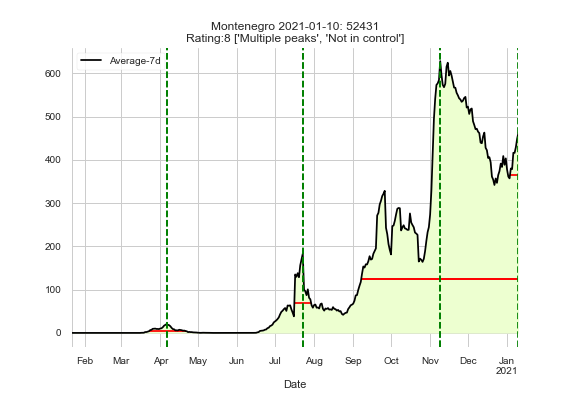 Montenegro 2021-01-10: 52431
Rating:8 ['Multiple peaks', 'Not in control']
Average-7d
600
500
400
300
200
100
0
Feb Mar Apr May Jun Jul Aug Sep Oct Nov Dec Jan
2021
Date